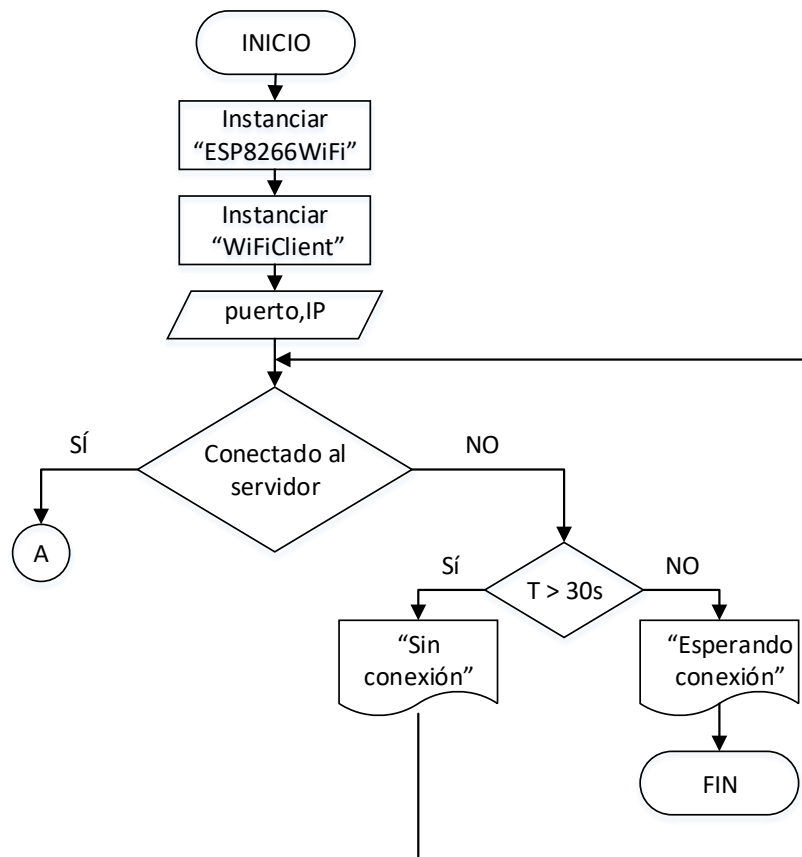 INICIO
Instanciar
“ESP8266WiFi”
Instanciar
“WiFiClient”
puerto,IP
SÍ
NO
Conectado al
servidor
A
Sí
NO
T > 30s
“Sin
conexión”
“Esperando
conexión”
FIN